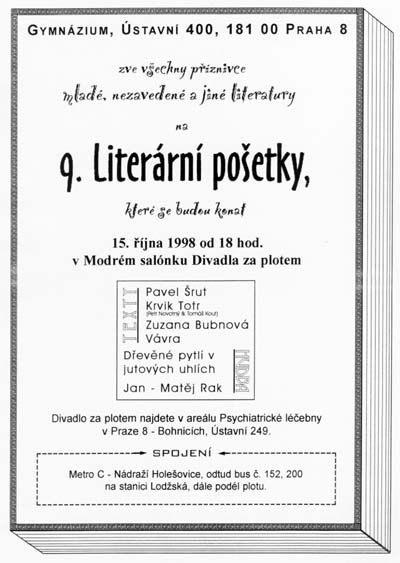 GYMNÁZIUM, ÚSTAVNÍ 400, 181 00 PRAHA 8
zve všechny příznivce
mladé, nezavedené a jiné literatury
na
9. Literární pošetky,
které se budou konat
15. října 1998 od 18 hod.
v Modrém salónku Divadla za plotem
TEXTY
Pavel Šrut
Krvik Totr
(Petr Novotný & Tomáš Kout)
Zuzana Bubnová
Vávra
HUDBA
Dřevěné pytlí v
jutových uhlích
Jan - Matěj Rak
Divadlo za plotem najdete v areálu Psychiatrické léčebny
v Praze 8 - Bohnicích, Ústavní 249.
SPOJENÍ
Metro C - Nádraží Holešovice, odtud bus č. 152, 200
na stanici Lodžská, dále podél plotu.